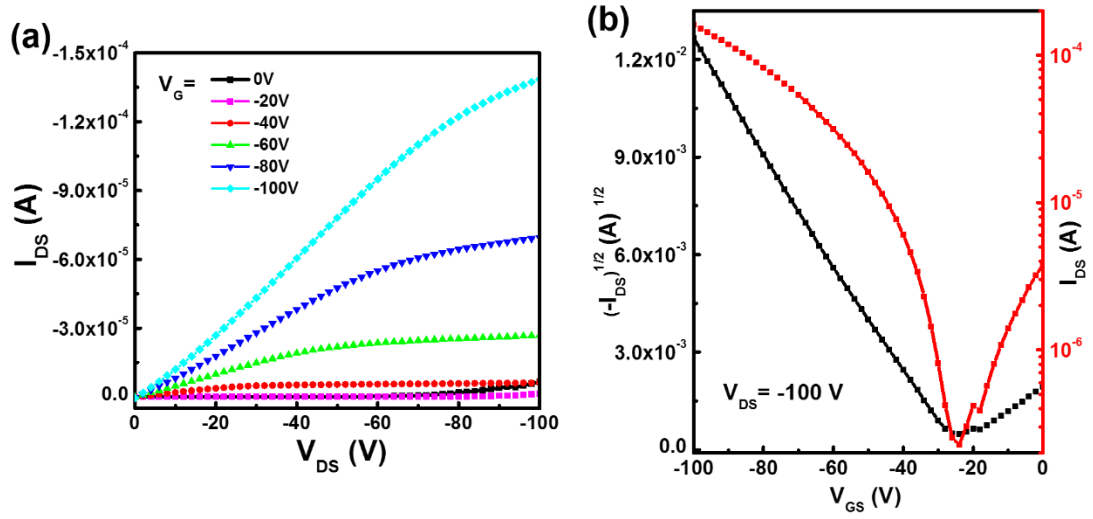 (a)
-1.5x10⁻⁴
-1.2x10⁻⁴
-9.0x10⁻⁵
-6.0x10⁻⁵
-3.0x10⁻⁵
0.0
I_DS (A)
V_G=
0V
-20V
-40V
-60V
-80V
-100V
0
-20
-40
-60
-80
-100
V_DS (V)
(b)
1.2x10⁻²
9.0x10⁻³
6.0x10⁻³
3.0x10⁻³
0.0
(-I_DS)^1/2 (A)^1/2
V_DS= -100 V
10⁻⁴
10⁻⁵
10⁻⁶
I_DS (A)
-100
-80
-60
-40
-20
0
V_GS (V)